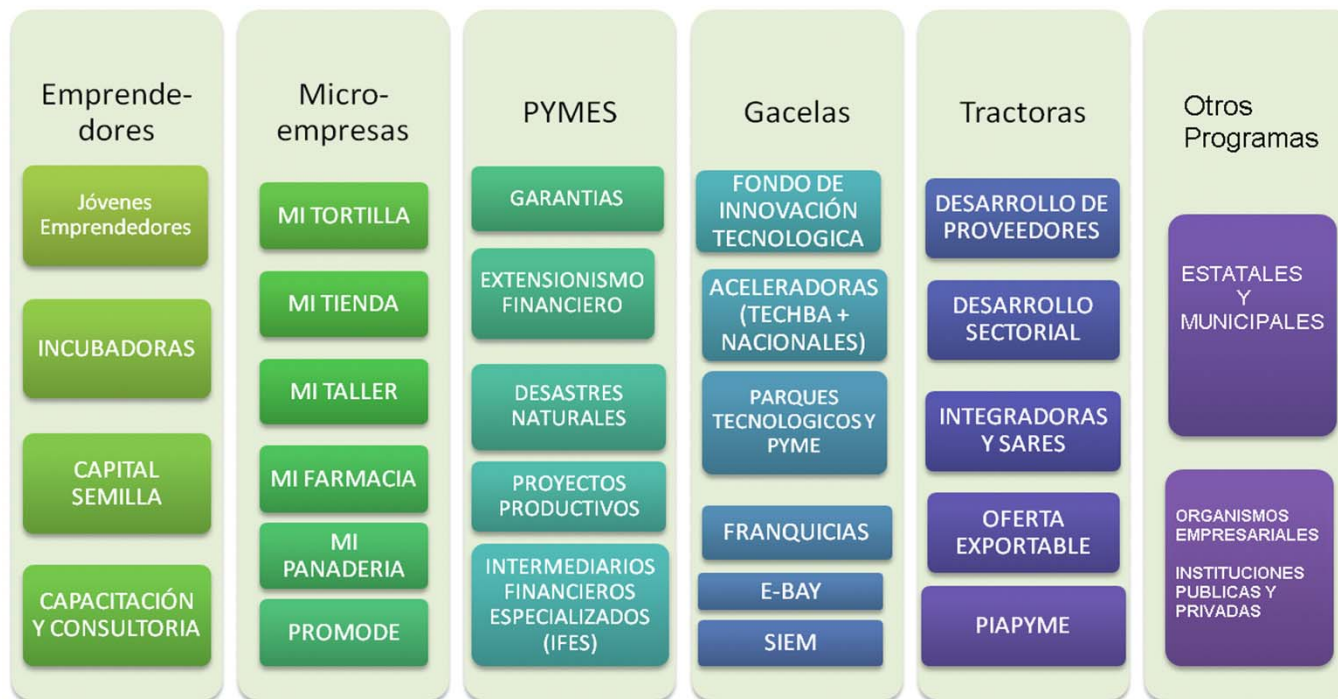 Emprende-
dores
Jóvenes
Emprendedores
INCUBADORAS
CAPITAL
SEMILLA
CAPACITACIÓN
Y CONSULTORIA
Micro-
empresas
MI TORTILLA
MI TIENDA
MI TALLER
MI FARMACIA
MI
PANADERIA
PROMODE
PYMES
GARANTIAS
EXTENSIONISMO
FINANCIERO
DESASTRES
NATURALES
PROYECTOS
PRODUCTIVOS
INTERMEDIARIOS
FINANCIEROS
ESPECIALIZADOS
(IFES)
Gacelas
FONDO DE
INNOVACIÓN
TECNOLOGICA
ACELERADORAS
(TECHBA +
NACIONALES)
PARQUES
TECNOLOGICOS Y
PYME
FRANQUICIAS
E-BAY
SIEM
Tractoras
DESARROLLO DE
PROVEEDORES
DESARROLLO
SECTORIAL
INTEGRADORAS
Y SARES
OFERTA
EXPORTABLE
PIAPYME
Otros
Programas
ESTATALES
Y
MUNICIPALES
ORGANISMOS
EMPRESARIALES
INSTITUCIONES
PUBLICAS Y
PRIVADAS